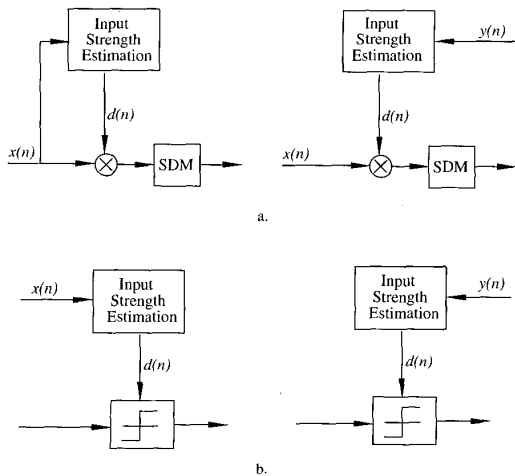 Input
Strength
Estimation
d(n)
x(n)
SDM
Input
Strength
Estimation
y(n)
d(n)
x(n)
SDM
a.
x(n)
Input
Strength
Estimation
d(n)
Input
Strength
Estimation
y(n)
d(n)
b.